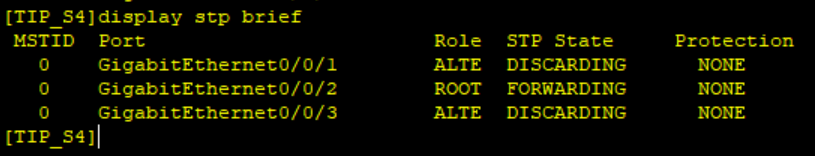 [TIP_S4]display stp brief
MSTID Port Role STP State Protection
0 GigabitEthernet0/0/1 ALTE DISCARDING NONE
0 GigabitEthernet0/0/2 ROOT FORWARDING NONE
0 GigabitEthernet0/0/3 ALTE DISCARDING NONE
[TIP_S4]